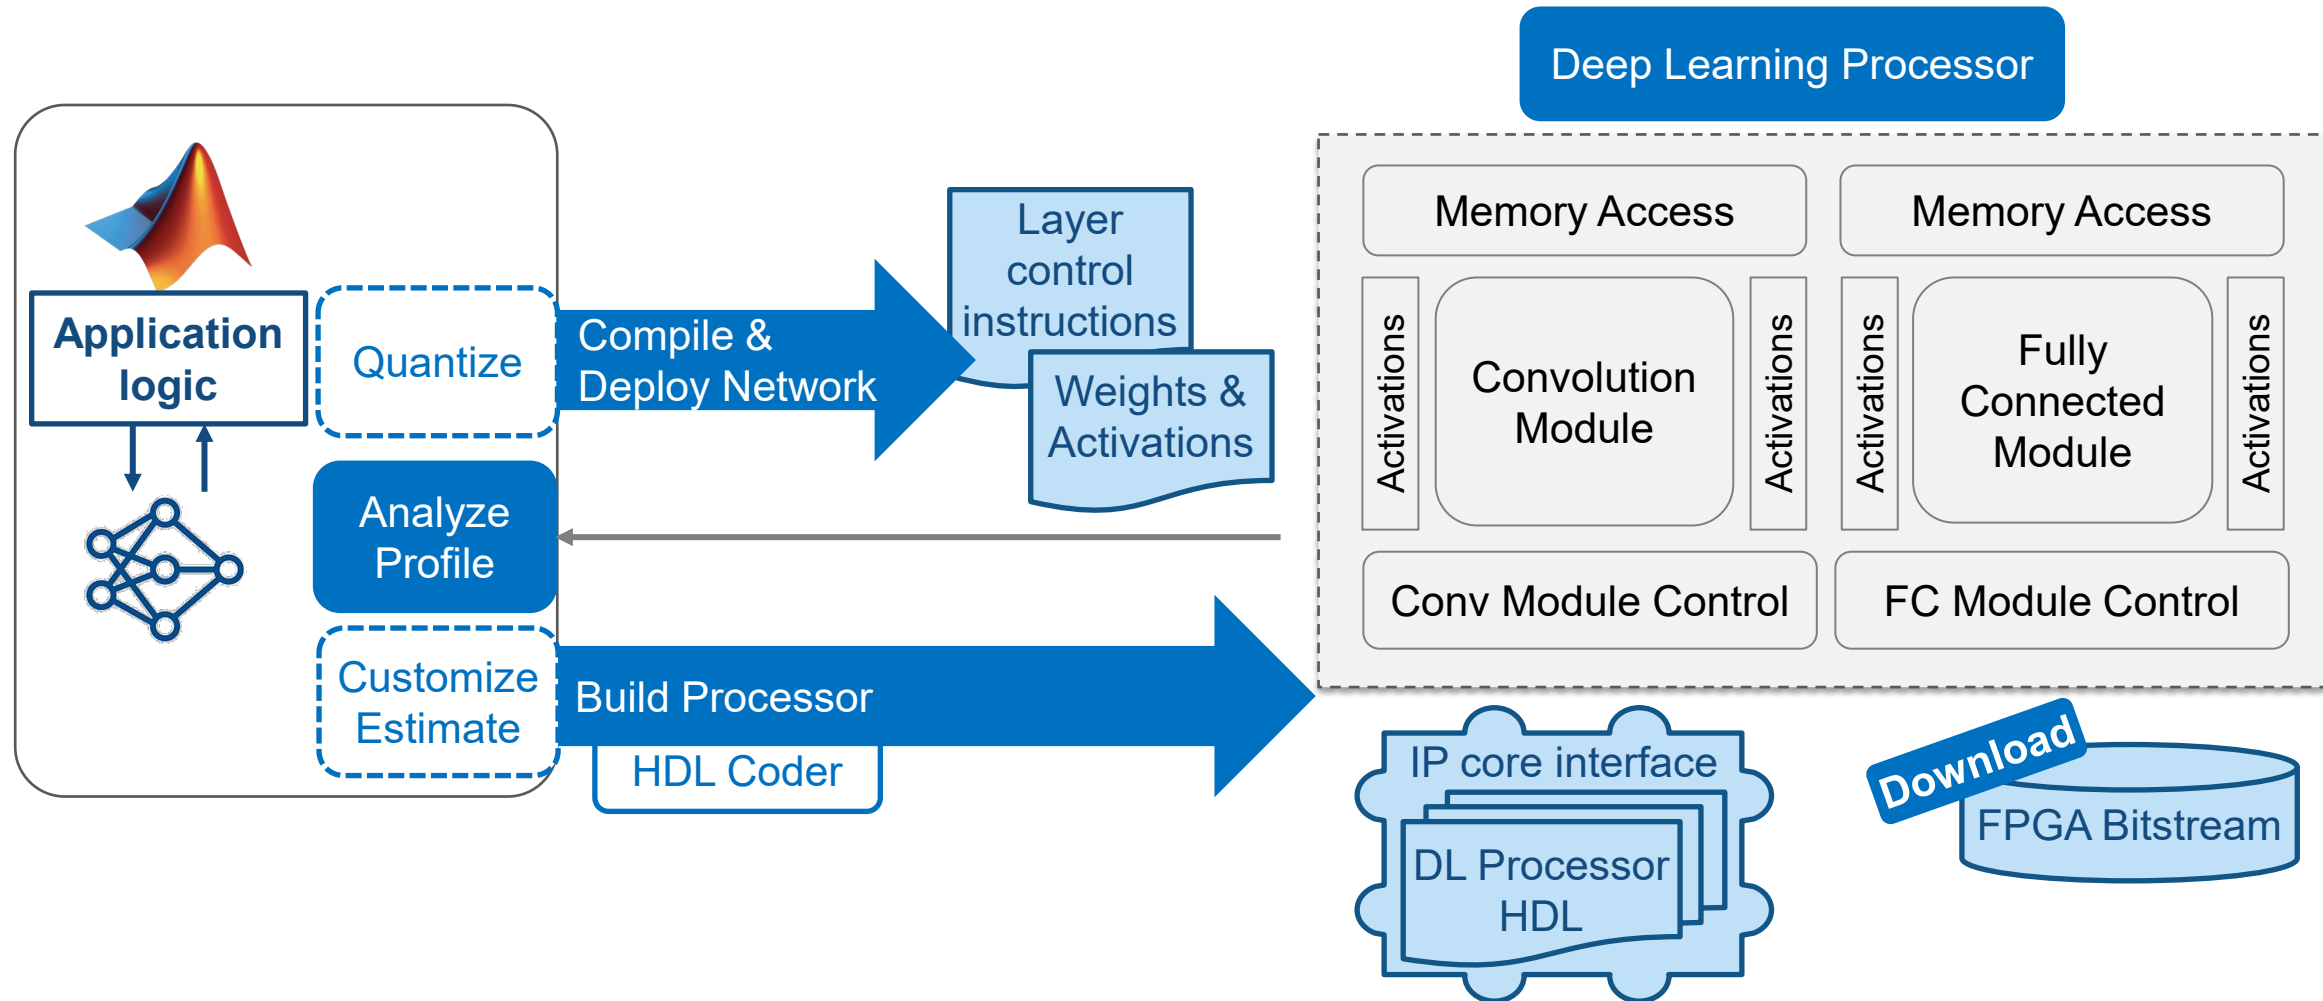 Deep Learning Processor
Application
logic
Quantize
Analyze
Profile
Customize
Estimate
Compile &
Deploy Network
Layer
control
instructions
Weights &
Activations
Build Processor
HDL Coder
Memory Access
Memory Access
Activations
Convolution
Module
Activations
Activations
Fully
Connected
Module
Activations
Conv Module Control
FC Module Control
IP core interface
DL Processor
HDL
Download
FPGA Bitstream